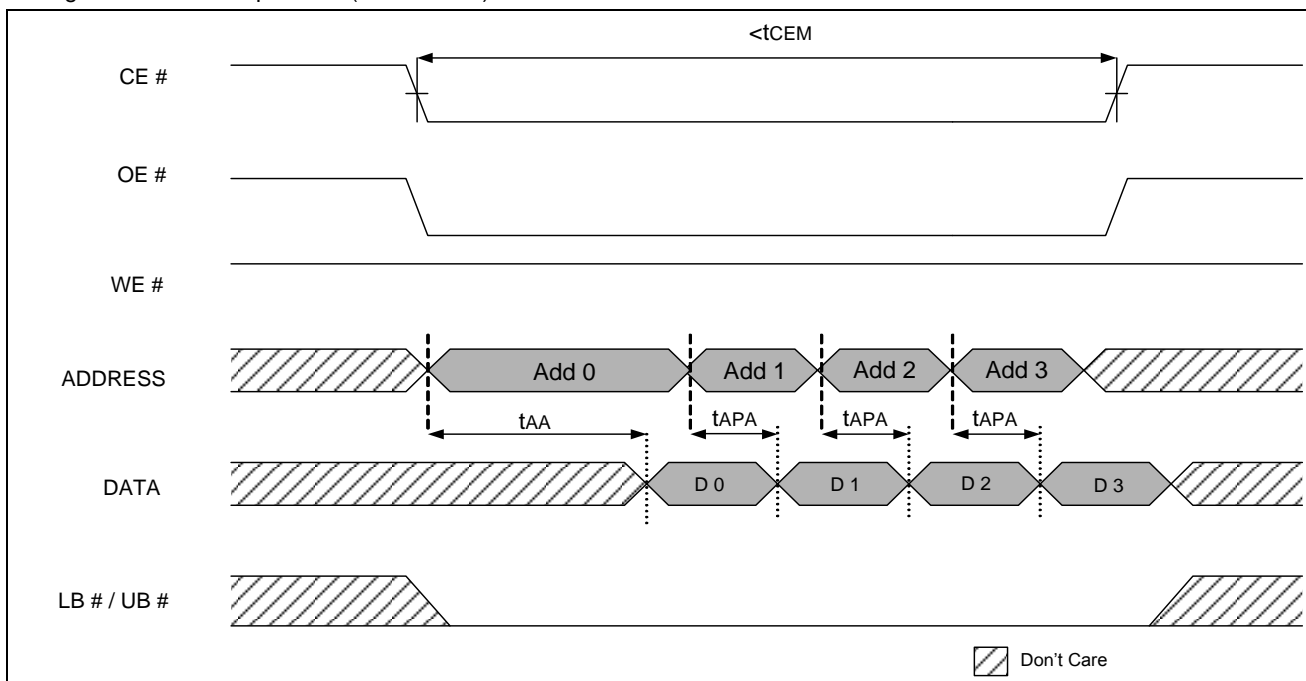 <tCEM
CE #
OE #
WE #
ADDRESS
Add 0 Add 1 Add 2 Add 3
tAA tAPA tAPA tAPA
DATA
D 0 D 1 D 2 D 3
LB # / UB #
Don't Care